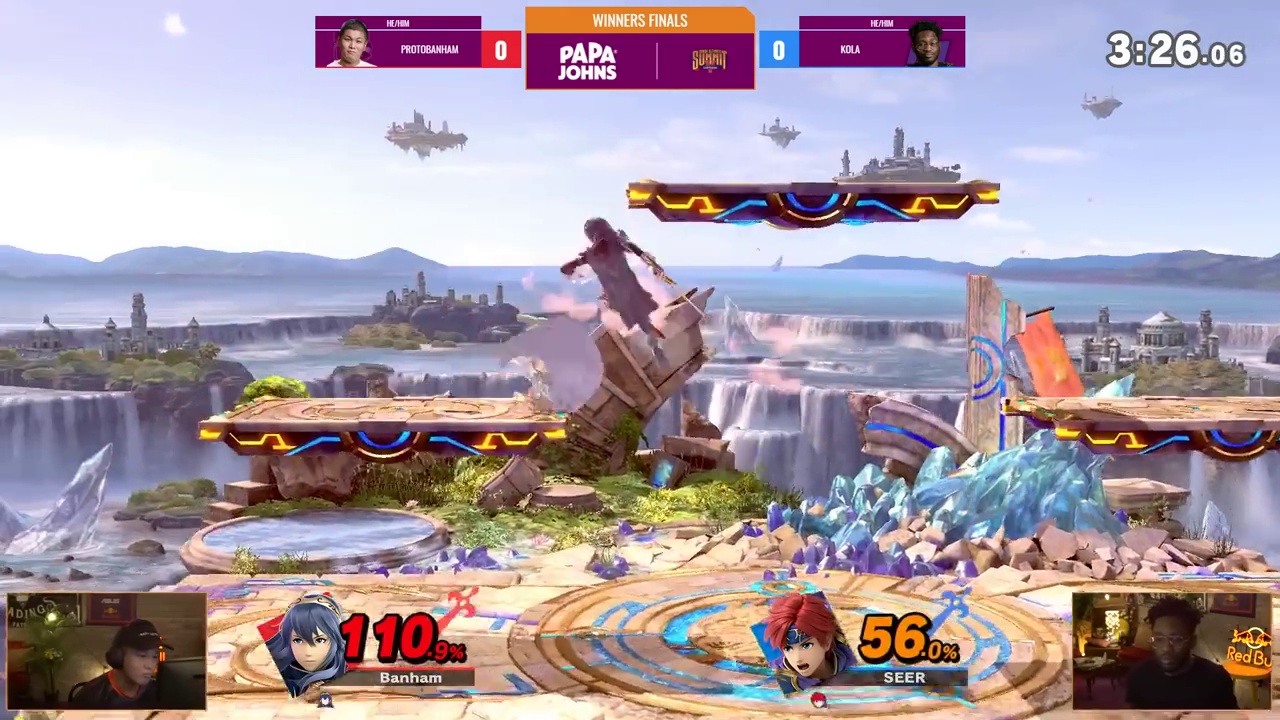 HE/HIM
PROTOBANHAM
0
WINNERS FINALS
PAPA JOHNS
SUMMIT
0
HE/HIM
KOLA
3:26.06
110.9%
Banham
56.0%
SEER
Red Bu